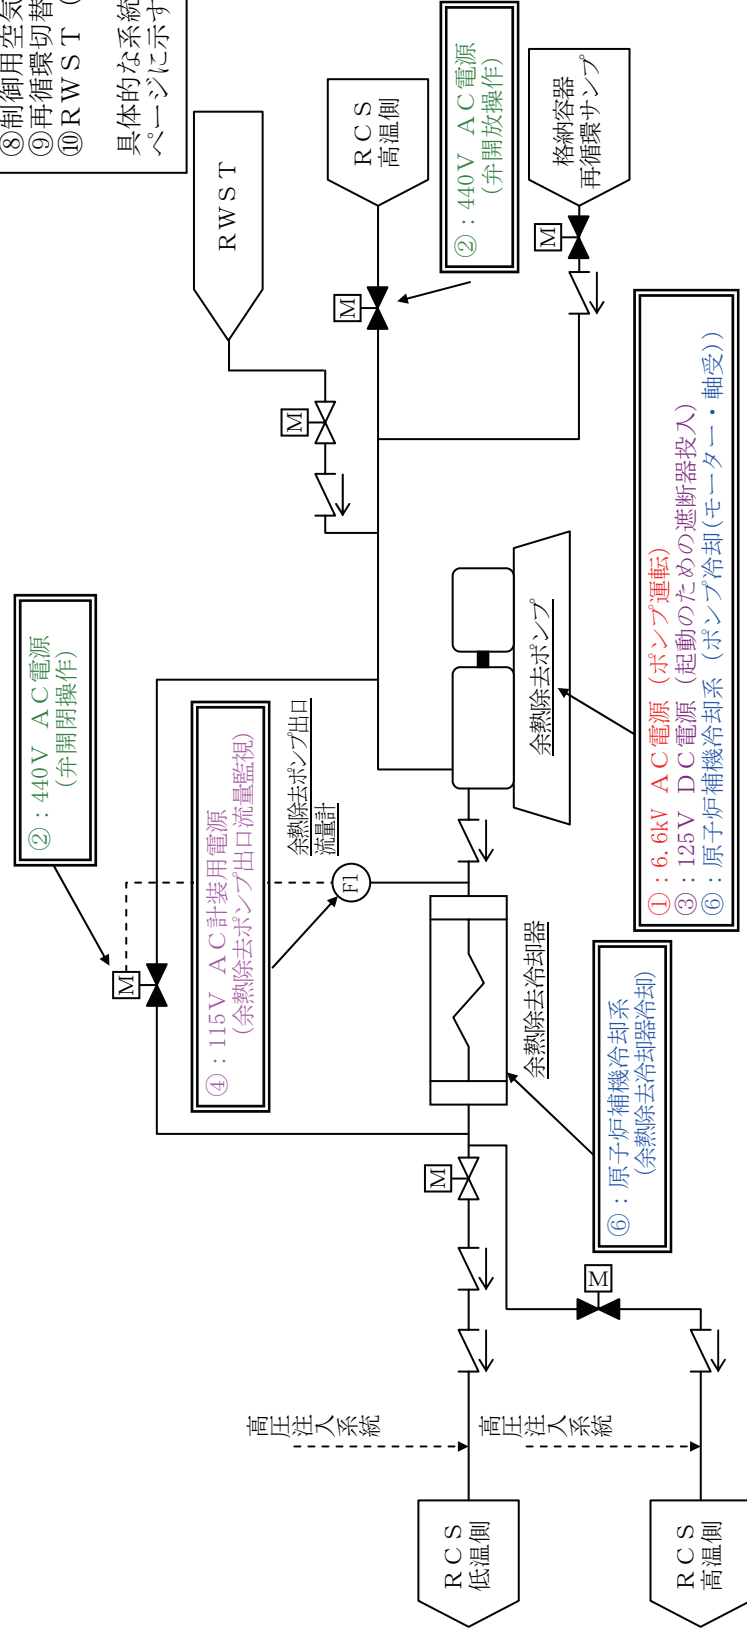 ⑧制御用空気
⑨再循環切替
⑩RWST（
具体的な系統
ページに示す
RWST
M
RCS
高温側
M
②：440V AC電源
（弁開放操作）
格納容器
再循環サンプ
M
②：440V AC電源
（弁開閉操作）
M
④：115V AC計装用電源
（余熱除去ポンプ出口流量監視）
余熱除去ポンプ出口
流量計
FI
余熱除去ポンプ
①：6.6kV AC電源（ポンプ運転）
③：125V DC電源（起動のための遮断器投入）
⑥：原子炉補機冷却系（ポンプ冷却(モーター・軸受)）
余熱除去冷却器
⑥：原子炉補機冷却系
（余熱除去冷却器冷却）
M
M
高圧注入系統
高圧注入系統
RCS
低温側
RCS
高温側